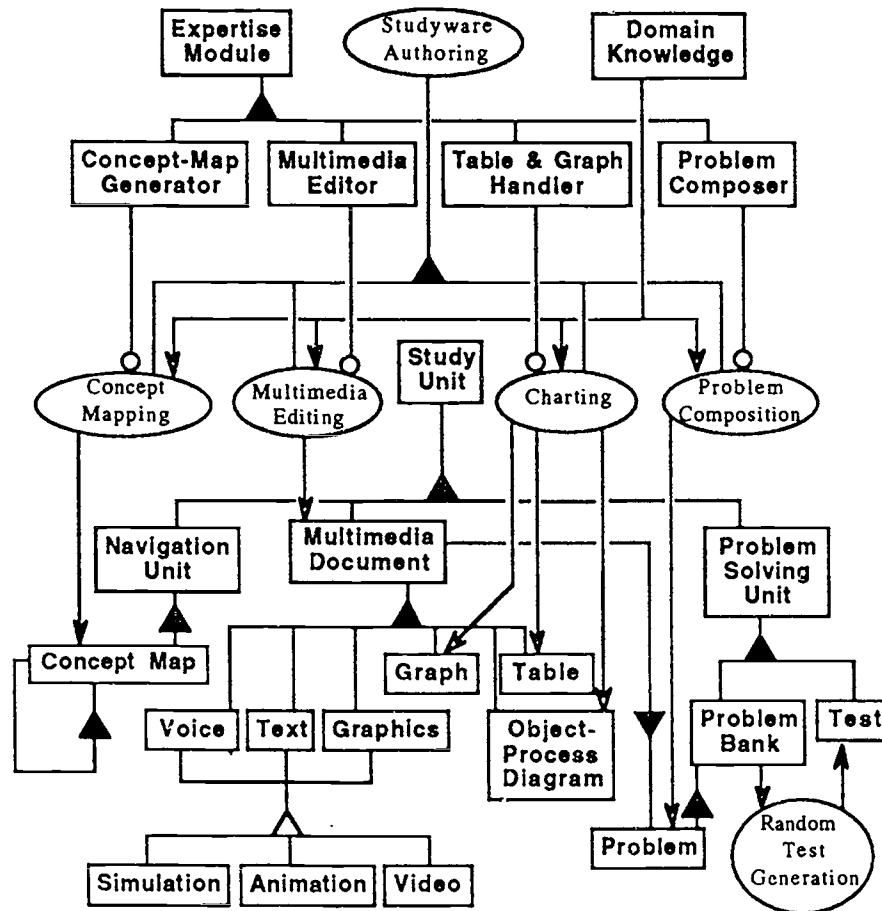 Expertise
Module
Studyware
Authoring
Domain
Knowledge
Concept-Map
Generator
Multimedia
Editor
Table & Graph
Handler
Problem
Composer
Concept
Mapping
Multimedia
Editing
Study
Unit
Charting
Problem
Composition
Navigation
Unit
Multimedia
Document
Problem
Solving
Unit
Concept Map
Graph
Table
Voice
Text
Graphics
Object-
Process
Diagram
Problem
Bank
Test
Simulation
Animation
Video
Problem
Random
Test
Generation